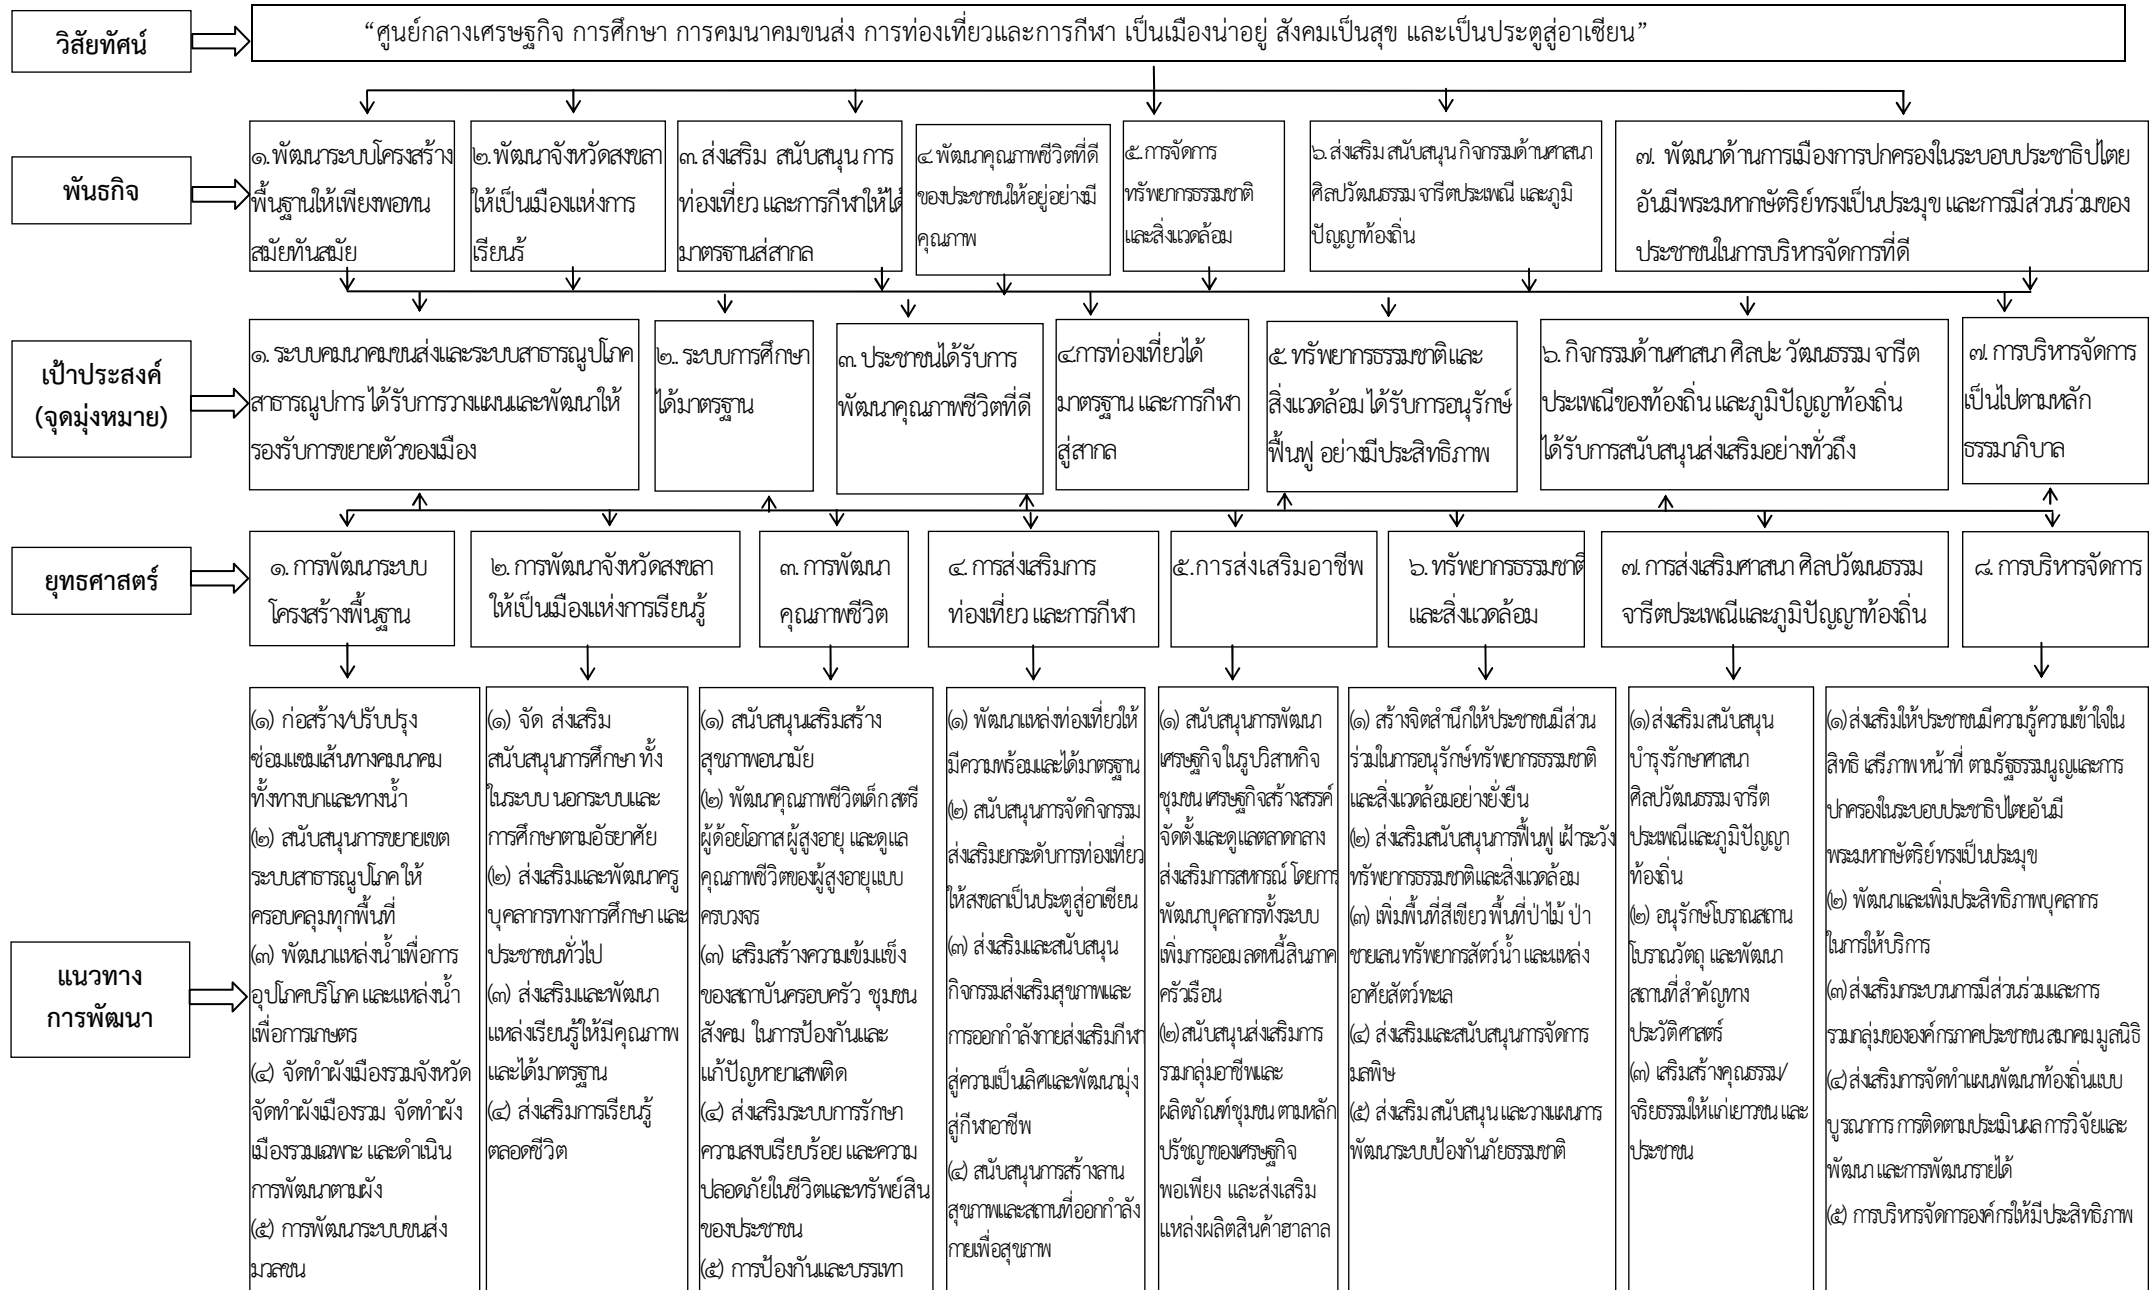 วิสัยทัศน์
“ศูนย์กลางเศรษฐกิจ การศึกษา การคมนาคมขนส่ง การท่องเที่ยวและการกีฬา เป็นเมืองน่าอยู่ สังคมเป็นสุข และเป็นประตูสู่อาเซียน”
พันธกิจ
๑. พัฒนาระบบโครงสร้าง
พื้นฐานให้เพียงพอทน
สมัยทันสมัย
๒. พัฒนาจังหวัดสงขลา
ให้เป็นเมืองแห่งการ
เรียนรู้
๓. ส่งเสริม สนับสนุน การ
ท่องเที่ยว และการกีฬาให้ได้
มาตรฐานสู่สากล
๔. พัฒนาคุณภาพชีวิตที่ดี
ของประชาชนให้อยู่อย่างมี
คุณภาพ
๕. การจัดการ
ทรัพยากรธรรมชาติ
และสิ่งแวดล้อม
๖. ส่งเสริม สนับสนุน กิจกรรมด้านศาสนา
ศิลปวัฒนธรรม จารีตประเพณี และภูมิ
ปัญญาท้องถิ่น
๗. พัฒนาด้านการเมืองการปกครองในระบอบประชาธิปไตย
อันมีพระมหากษัตริย์ทรงเป็นประมุข และการมีส่วนร่วมของ
ประชาชนในการบริหารจัดการที่ดี
เป้าประสงค์
(จุดมุ่งหมาย)
๑. ระบบคมนาคมขนส่งและระบบสาธารณูปโภค
สาธารณูปการ ได้รับการวางแผนและพัฒนาให้
รองรับการขยายตัวของเมือง
๒.. ระบบการศึกษา
ได้มาตรฐาน
๓. ประชาชนได้รับการ
พัฒนาคุณภาพชีวิตที่ดี
๔.การท่องเที่ยวได้
มาตรฐาน และการกีฬา
สู่สากล
๕. ทรัพยากรธรรมชาติและ
สิ่งแวดล้อม ได้รับการอนุรักษ์
ฟื้นฟู อย่างมีประสิทธิภาพ
๖. กิจกรรมด้านศาสนา ศิลปะ วัฒนธรรม จารีต
ประเพณีของท้องถิ่น และภูมิปัญญาท้องถิ่น
ได้รับการสนับสนุนส่งเสริมอย่างทั่วถึง
๗. การบริหารจัดการ
เป็นไปตามหลัก
ธรรมาภิบาล
ยุทธศาสตร์
๑. การพัฒนาระบบ
โครงสร้างพื้นฐาน
๒. การพัฒนาจังหวัดสงขลา
ให้เป็นเมืองแห่งการเรียนรู้
๓. การพัฒนา
คุณภาพชีวิต
๔. การส่งเสริมการ
ท่องเที่ยว และการกีฬา
๕.การส่งเสริมอาชีพ
๖. ทรัพยากรธรรมชาติ
และสิ่งแวดล้อม
๗. การส่งเสริมศาสนา ศิลปวัฒนธรรม
จารีตประเพณีและภูมิปัญญาท้องถิ่น
๘. การบริหารจัดการ
แนวทาง
การพัฒนา
(๑) ก่อสร้าง/ปรับปรุง
ซ่อมแซมเส้นทางคมนาคม
ทั้งทางบกและทางน้ำ
(๒) สนับสนุนการขยายเขต
ระบบสาธารณูปโภคให้
ครอบคลุมทุกพื้นที่
(๓) พัฒนาแหล่งน้ำเพื่อการ
อุปโภคบริโภค และแหล่งน้ำ
เพื่อการเกษตร
(๔) จัดทำผังเมืองรวมจังหวัด
จัดทำผังเมืองรวม จัดทำผัง
เมืองรวมเฉพาะ และดำเนิน
การพัฒนาตามผัง
(๕) การพัฒนาระบบขนส่ง
มวลชน
(๑) จัด ส่งเสริม
สนับสนุนการศึกษา ทั้ง
ในระบบ นอกระบบและ
การศึกษาตามอัธยาศัย
(๒) ส่งเสริมและพัฒนาครู
บุคลากรทางการศึกษา และ
ประชาชนทั่วไป
(๓) ส่งเสริมและพัฒนา
แหล่งเรียนรู้ให้มีคุณภาพ
และได้มาตรฐาน
(๔) ส่งเสริมการเรียนรู้
ตลอดชีวิต
(๑) สนับสนุนเสริมสร้าง
สุขภาพอนามัย
(๒) พัฒนาคุณภาพชีวิตเด็ก สตรี
ผู้ด้อยโอกาส ผู้สูงอายุ และดูแล
คุณภาพชีวิตของผู้สูงอายุแบบ
ครบวงจร
(๓) เสริมสร้างความเข้มแข็ง
ของสถาบันครอบครัว ชุมชน
สังคม ในการป้องกันและ
แก้ปัญหายาเสพติด
(๔) ส่งเสริมระบบการรักษา
ความสงบเรียบร้อย และความ
ปลอดภัยในชีวิตและทรัพย์สิน
ของประชาชน
(๕) การป้องกันและบรรเทา
(๑) พัฒนาแหล่งท่องเที่ยวให้
มีความพร้อมและได้มาตรฐาน
(๒) สนับสนุนการจัดกิจกรรม
ส่งเสริมยกระดับการท่องเที่ยว
ให้สงขลาเป็นประตูสู่อาเซียน
(๓) ส่งเสริมและสนับสนุน
กิจกรรมส่งเสริมสุขภาพและ
การออกกำลังกายส่งเสริมกีฬา
สู่ความเป็นเลิศและพัฒนามุ่ง
สู่กีฬาอาชีพ
(๔) สนับสนุนการสร้างลาน
สุขภาพและสถานที่ออกกำลัง
กายเพื่อสุขภาพ
(๑) สนับสนุนการพัฒนา
เศรษฐกิจในรูปวิสาหกิจ
ชุมชน เศรษฐกิจสร้างสรรค์
จัดตั้งและดูแลตลาดกลาง
ส่งเสริมการสหกรณ์ โดยการ
พัฒนาบุคลากรทั้งระบบ
เพิ่มการออม ลดหนี้สินภาค
ครัวเรือน
(๒)สนับสนุนส่งเสริมการ
รวมกลุ่มอาชีพและ
ผลิตภัณฑ์ชุมชน ตามหลัก
ปรัชญาของเศรษฐกิจ
พอเพียง และส่งเสริม
แหล่งผลิตสินค้าฮาลาล
(๑) สร้างจิตสำนึกให้ประชาชนมีส่วน
ร่วมในการอนุรักษ์ทรัพยากรธรรมชาติ
และสิ่งแวดล้อมอย่างยั่งยืน
(๒) ส่งเสริมสนับสนุนการฟื้นฟู เฝ้าระวัง
ทรัพยากรธรรมชาติและสิ่งแวดล้อม
(๓) เพิ่มพื้นที่สีเขียว พื้นที่ป่าไม้ ป่า
ชายเลน ทรัพยากรสัตว์น้ำ และแหล่ง
อาศัยสัตว์ทะเล
(๔) ส่งเสริมและสนับสนุนการจัดการ
มลพิษ
(๕) ส่งเสริม สนับสนุน และวางแผนการ
พัฒนาระบบป้องกันภัยธรรมชาติ
(๑)ส่งเสริม สนับสนุน
บำรุงรักษาศาสนา
ศิลปวัฒนธรรม จารีต
ประเพณีและภูมิปัญญา
ท้องถิ่น
(๒) อนุรักษ์โบราณสถาน
โบราณวัตถุ และพัฒนา
สถานที่สำคัญทาง
ประวัติศาสตร์
(๓) เสริมสร้างคุณธรรม/
จริยธรรมให้แก่เยาวชน และ
ประชาชน
(๑)ส่งเสริมให้ประชาชนมีความรู้ความเข้าใจใน
สิทธิ เสรีภาพ หน้าที่ ตามรัฐธรรมนูญและการ
ปกครองในระบอบประชาธิปไตยอันมี
พระมหากษัตริย์ทรงเป็นประมุข
(๒) พัฒนาและเพิ่มประสิทธิภาพบุคลากร
ในการให้บริการ
(๓)ส่งเสริมกระบวนการมีส่วนร่วมและการ
รวมกลุ่มขององค์กรภาคประชาชน สมาคม มูลนิธิ
(๔)ส่งเสริมการจัดทำแผนพัฒนาท้องถิ่นแบบ
บูรณาการ การติดตามประเมินผล การวิจัยและ
พัฒนา และการพัฒนารายได้
(๕) การบริหารจัดการองค์กรให้มีประสิทธิภาพ